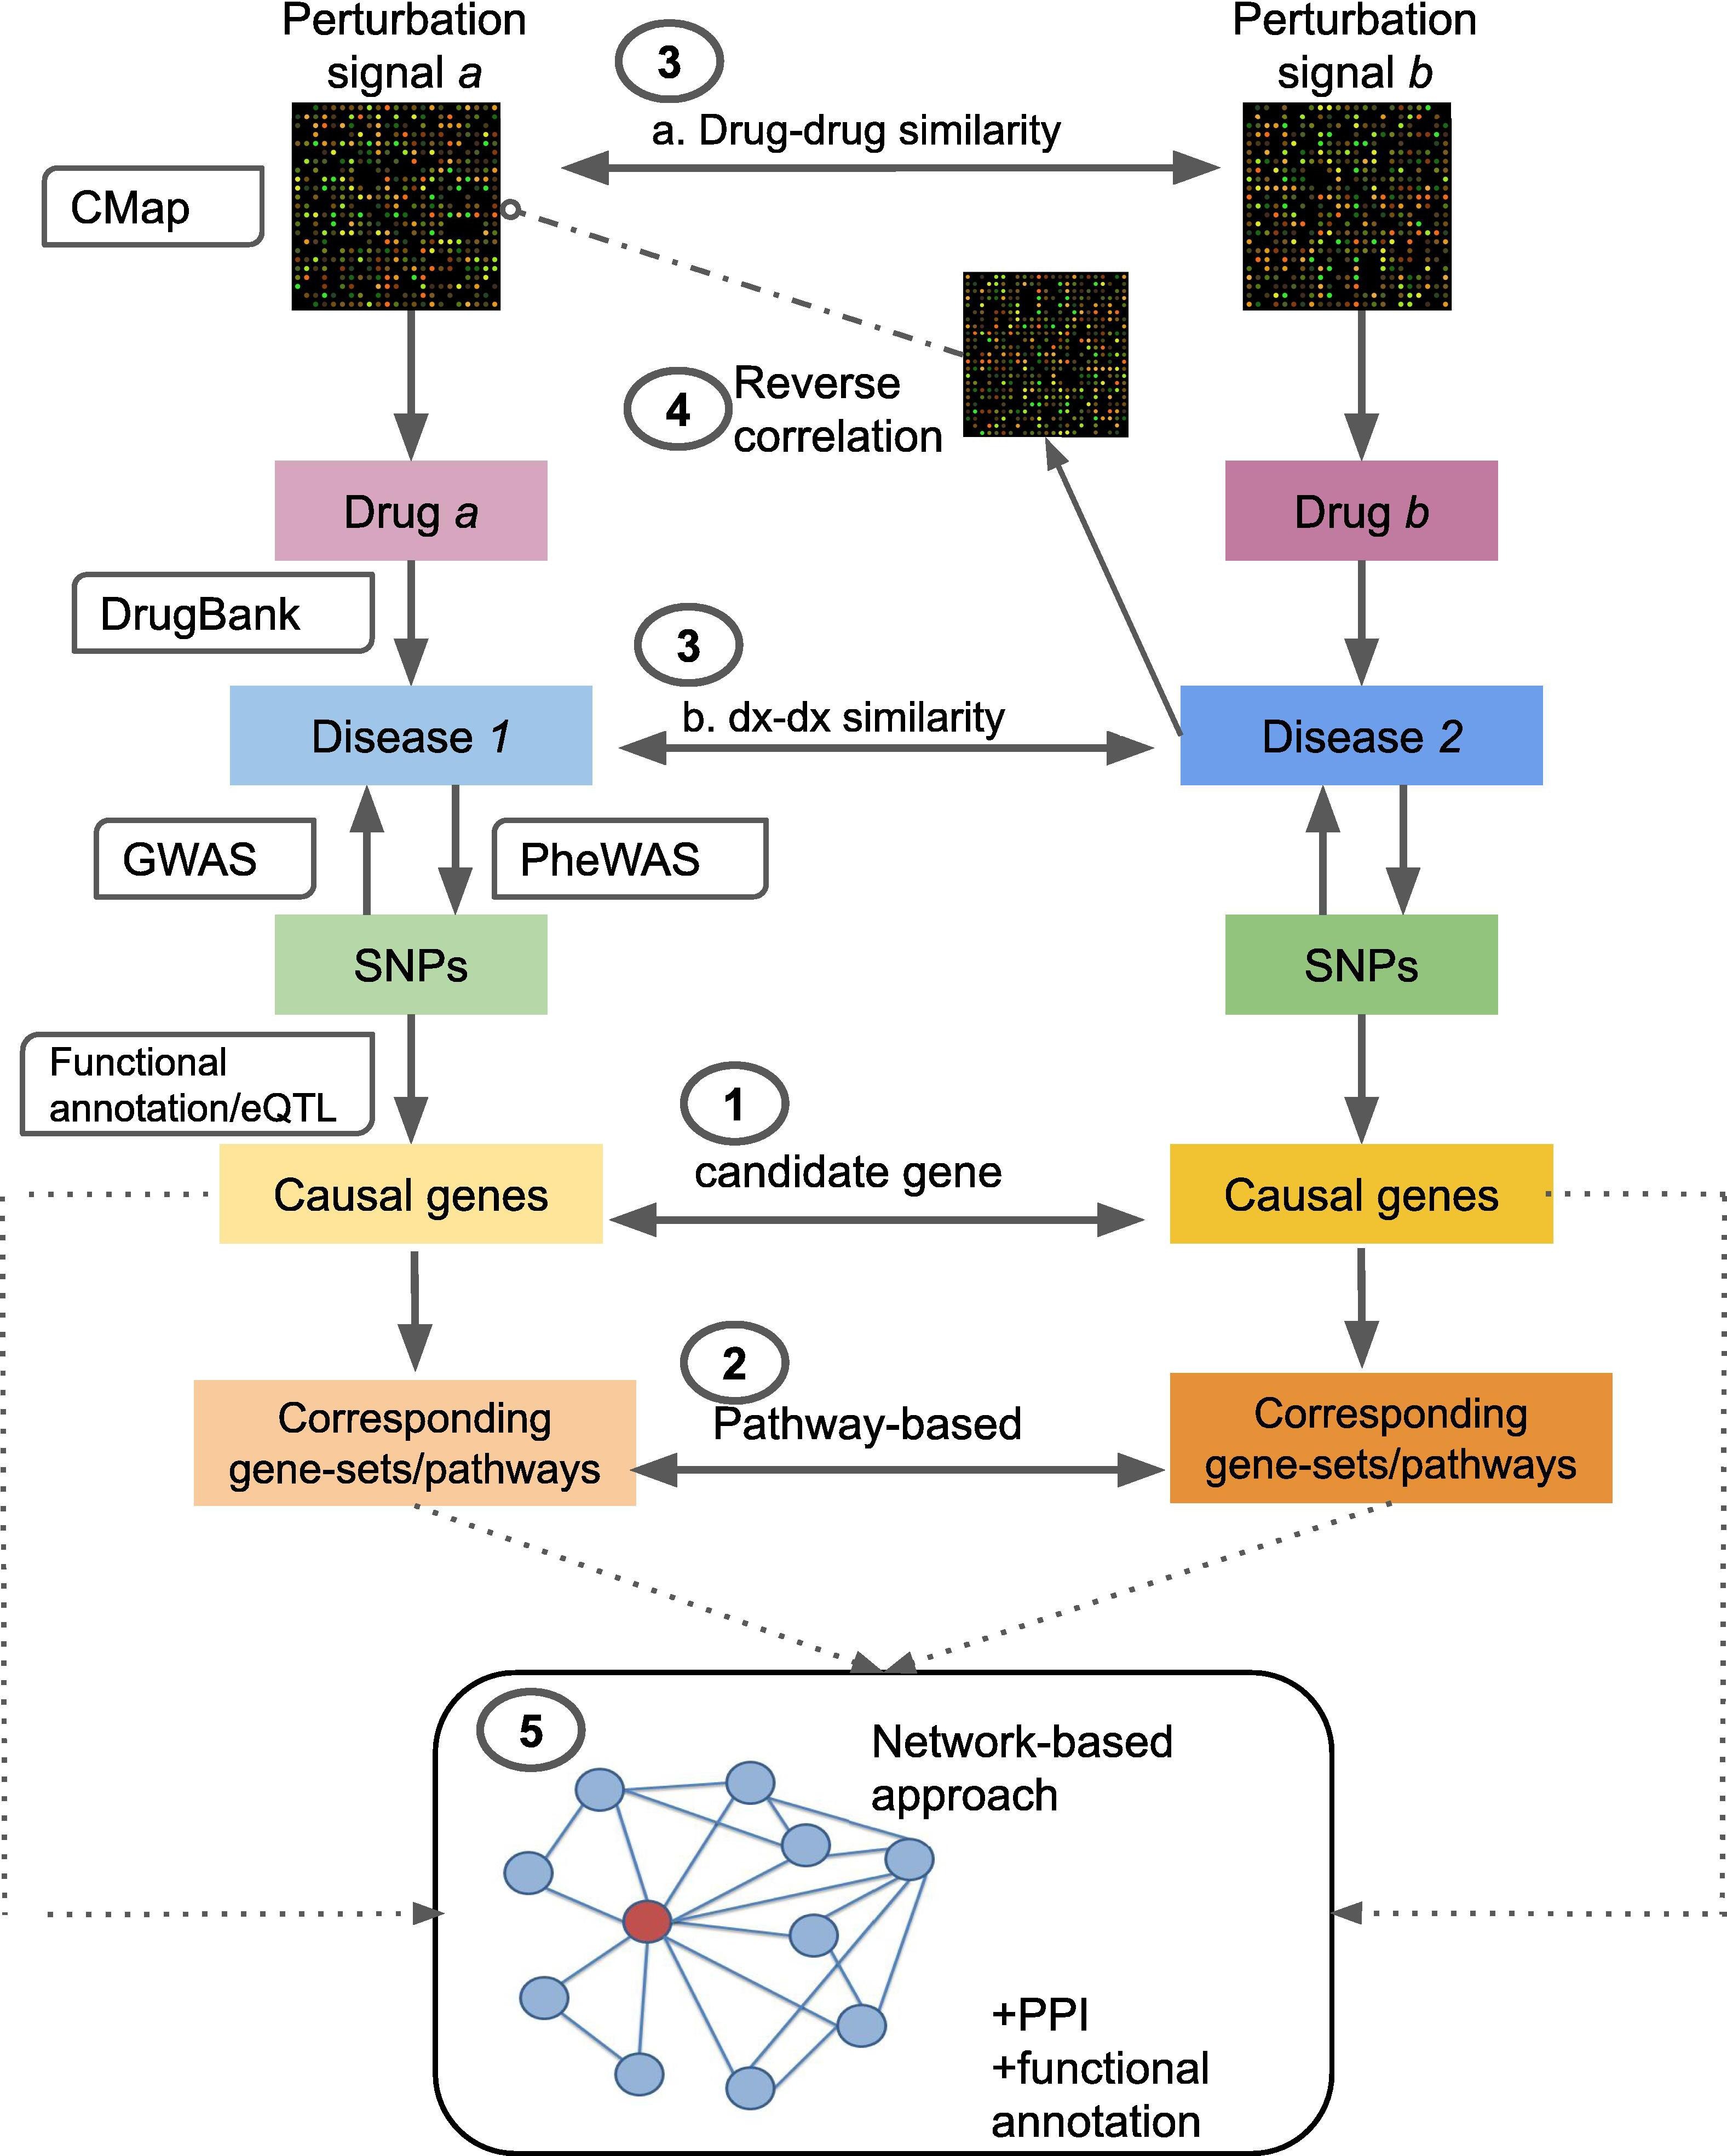 Perturbation
signal a
Perturbation
signal b
3
a. Drug-drug similarity
CMap
4
Reverse
correlation
Drug a
Drug b
DrugBank
3
b. dx-dx similarity
Disease 1
Disease 2
GWAS
PheWAS
SNPs
SNPs
Functional
annotation/eQTL
1
candidate gene
Causal genes
Causal genes
2
Pathway-based
Corresponding
gene-sets/pathways
Corresponding
gene-sets/pathways
5
Network-based
approach
+PPI
+functional
annotation